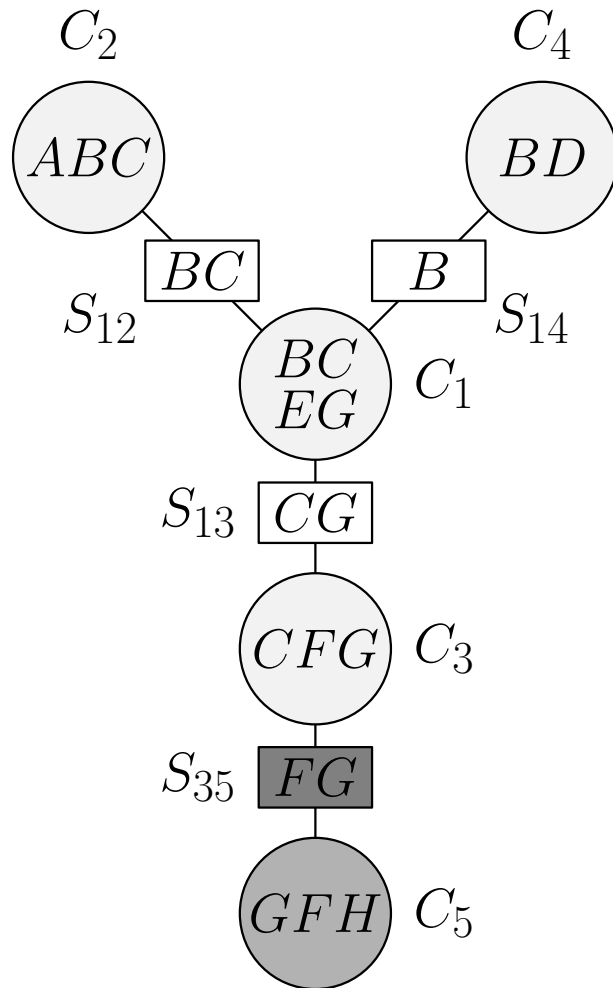 C₂
C₄
ABC
BD
BC
B
S₁₂
S₁₄
BC
EG
C₁
S₁₃
CG
CFG
C₃
S₃₅
FG
GFH
C₅